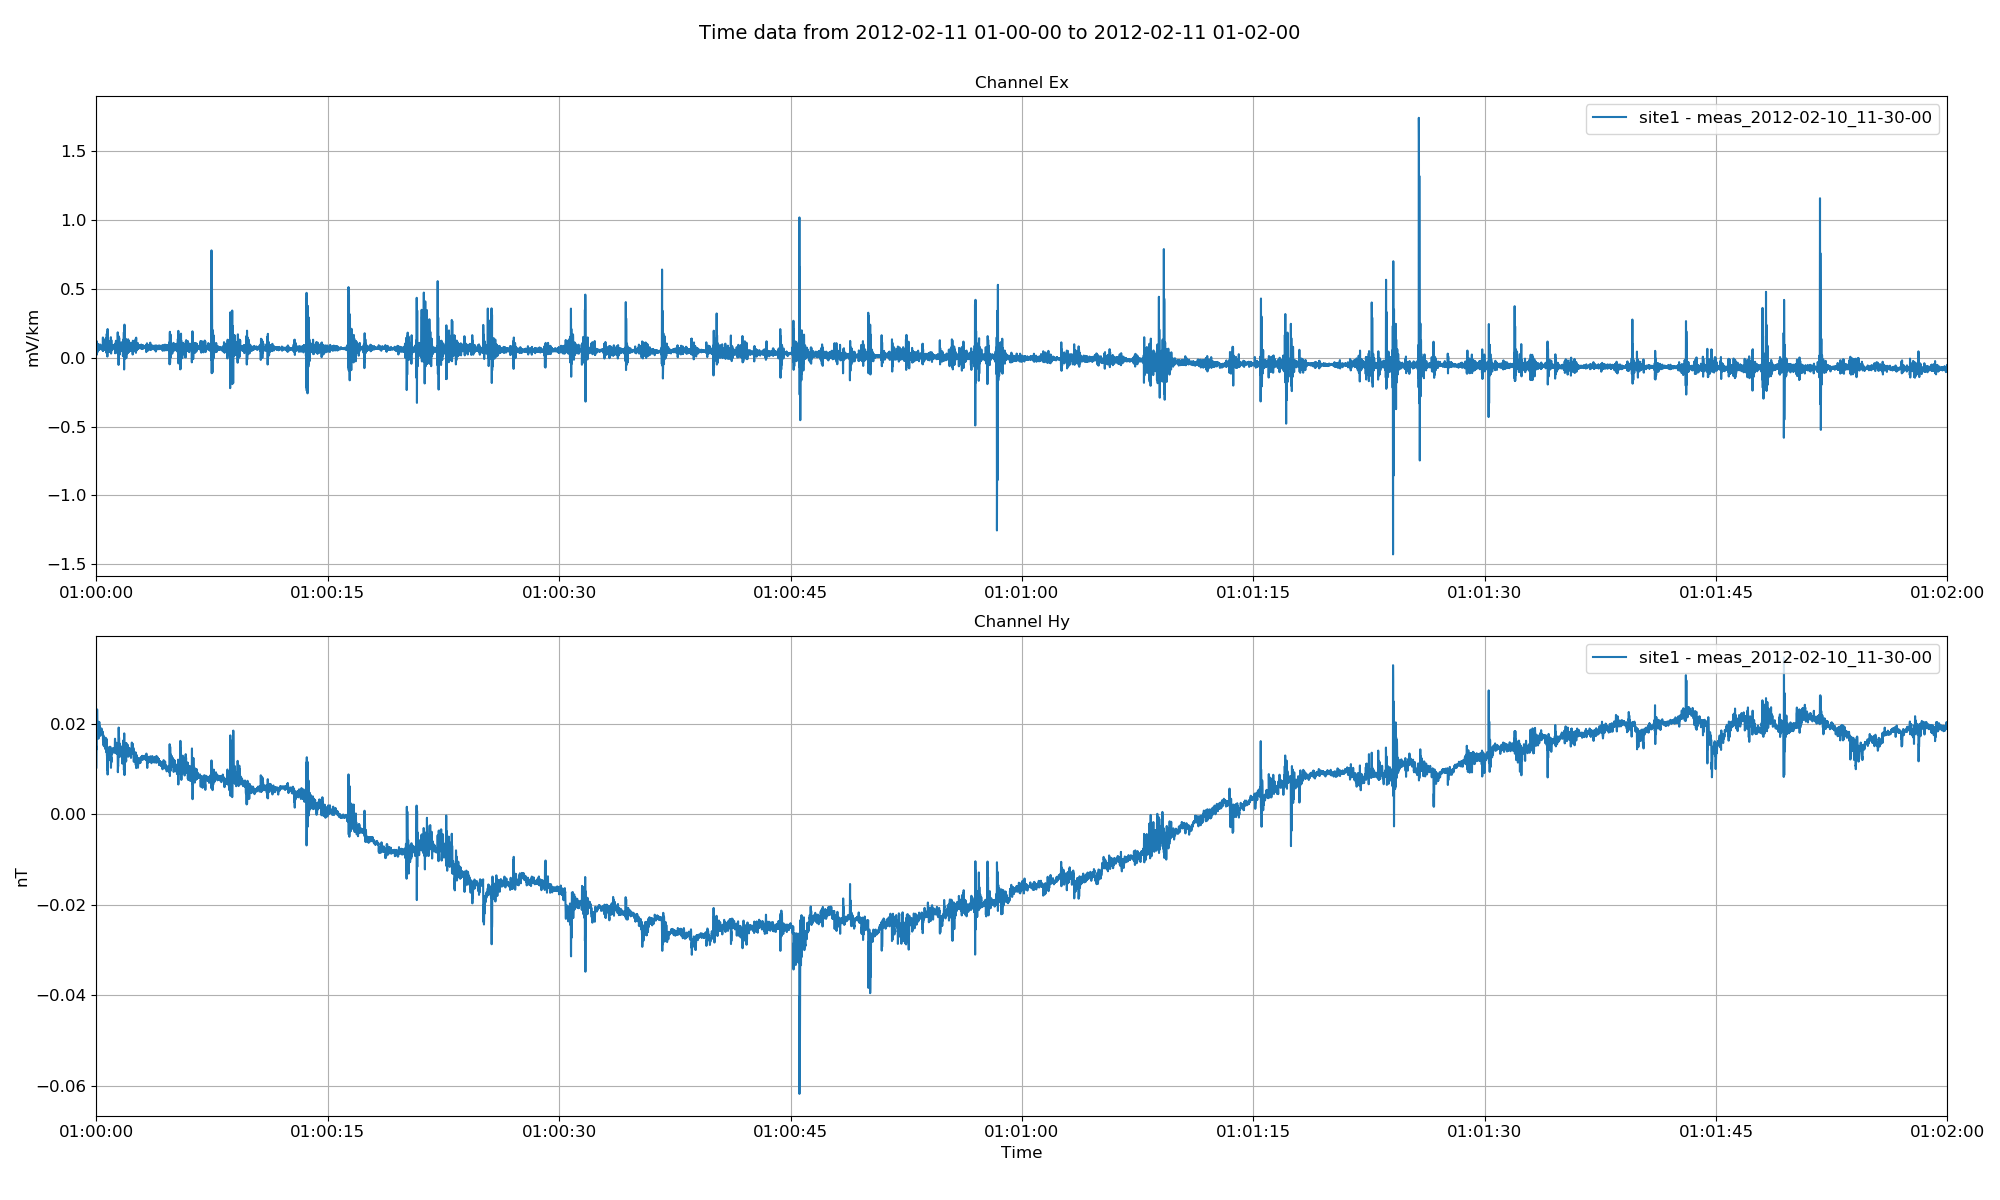 Time data from 2012-02-11 01-00-00 to 2012-02-11 01-02-00
Channel Ex
site1 - meas_2012-02-10_11-30-00
mV/km
1.5
1.0
0.5
0.0
−0.5
−1.0
−1.5
01:00:00 01:00:15 01:00:30 01:00:45 01:01:00 01:01:15 01:01:30 01:01:45 01:02:00
Channel Hy
site1 - meas_2012-02-10_11-30-00
nT
0.02
0.00
−0.02
−0.04
−0.06
01:00:00 01:00:15 01:00:30 01:00:45 01:01:00 01:01:15 01:01:30 01:01:45 01:02:00
Time